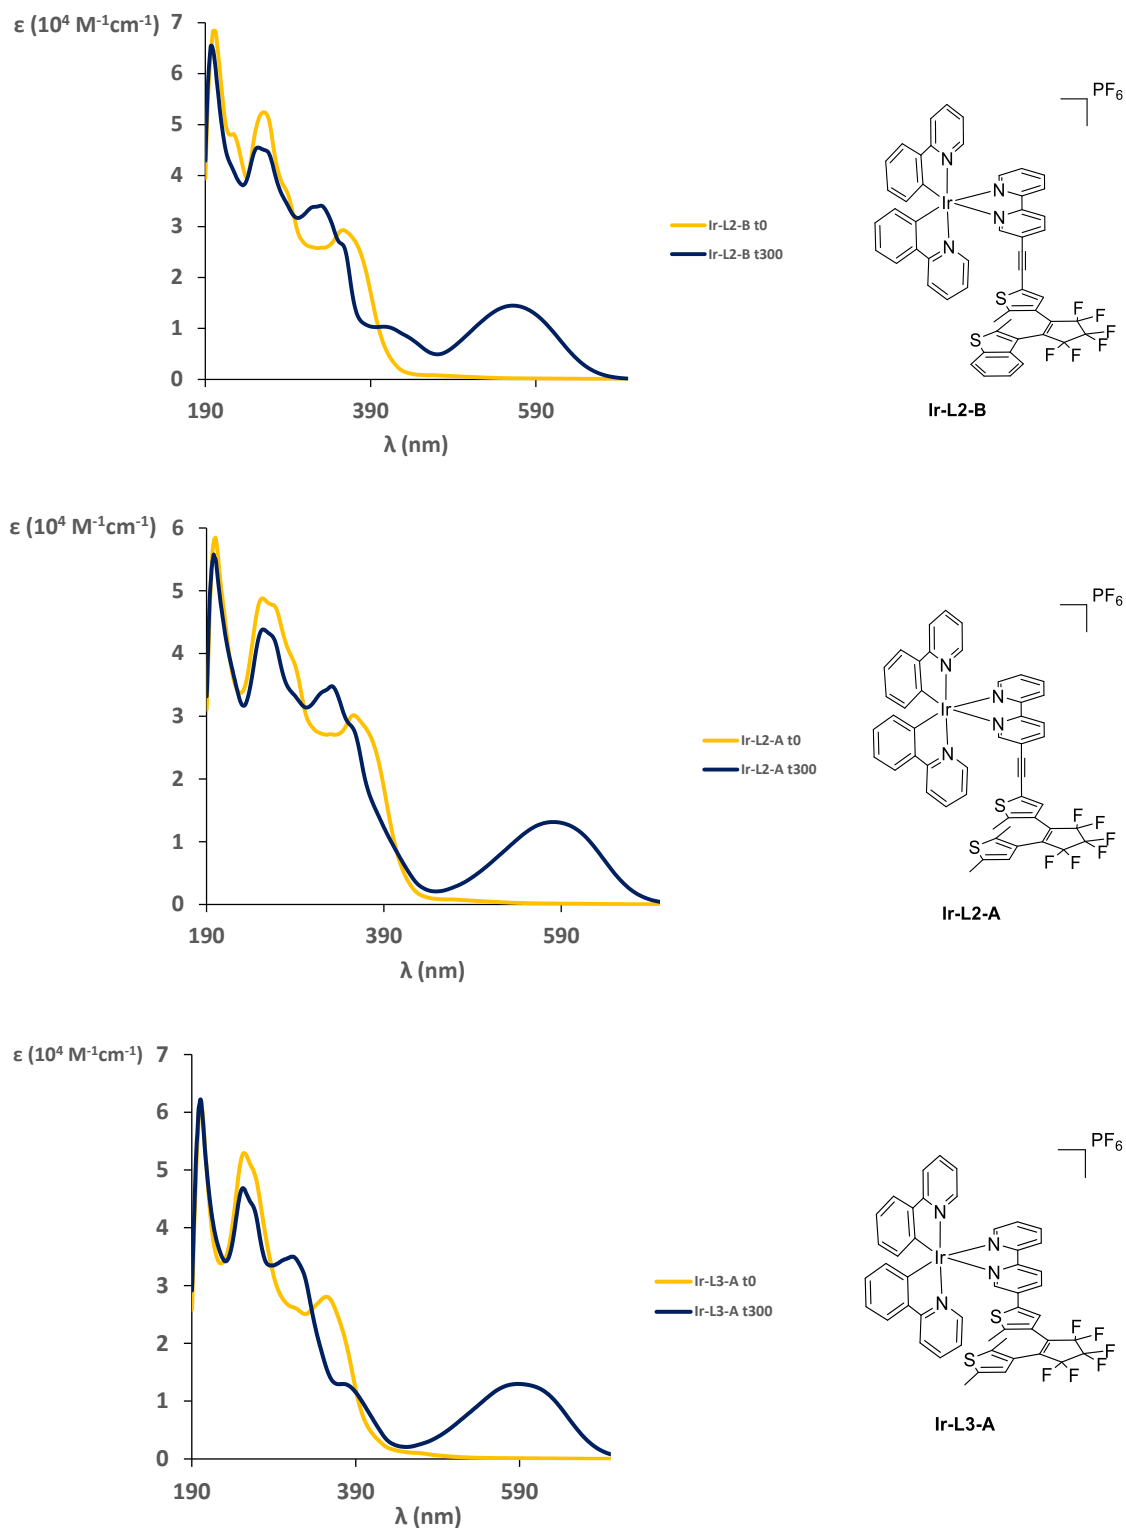 ε (10⁴ M⁻¹cm⁻¹)
7
6
5
4
3
2
1
0
190 390 590
λ (nm)
Ir-L2-B t0
Ir-L2-B t300
PF₆
N
N
Ir
N
N
S
F F
F
S
F
F F
Ir-L2-B
ε (10⁴ M⁻¹cm⁻¹)
6
5
4
3
2
1
0
190 390 590
λ (nm)
Ir-L2-A t0
Ir-L2-A t300
PF₆
N
N
Ir
N
N
S
F F
F
S
F
F F
Ir-L2-A
ε (10⁴ M⁻¹cm⁻¹)
7
6
5
4
3
2
1
0
190 390 590
λ (nm)
Ir-L3-A t0
Ir-L3-A t300
PF₆
N
N
Ir
N
N
S
F F
F
S
F
F F
Ir-L3-A